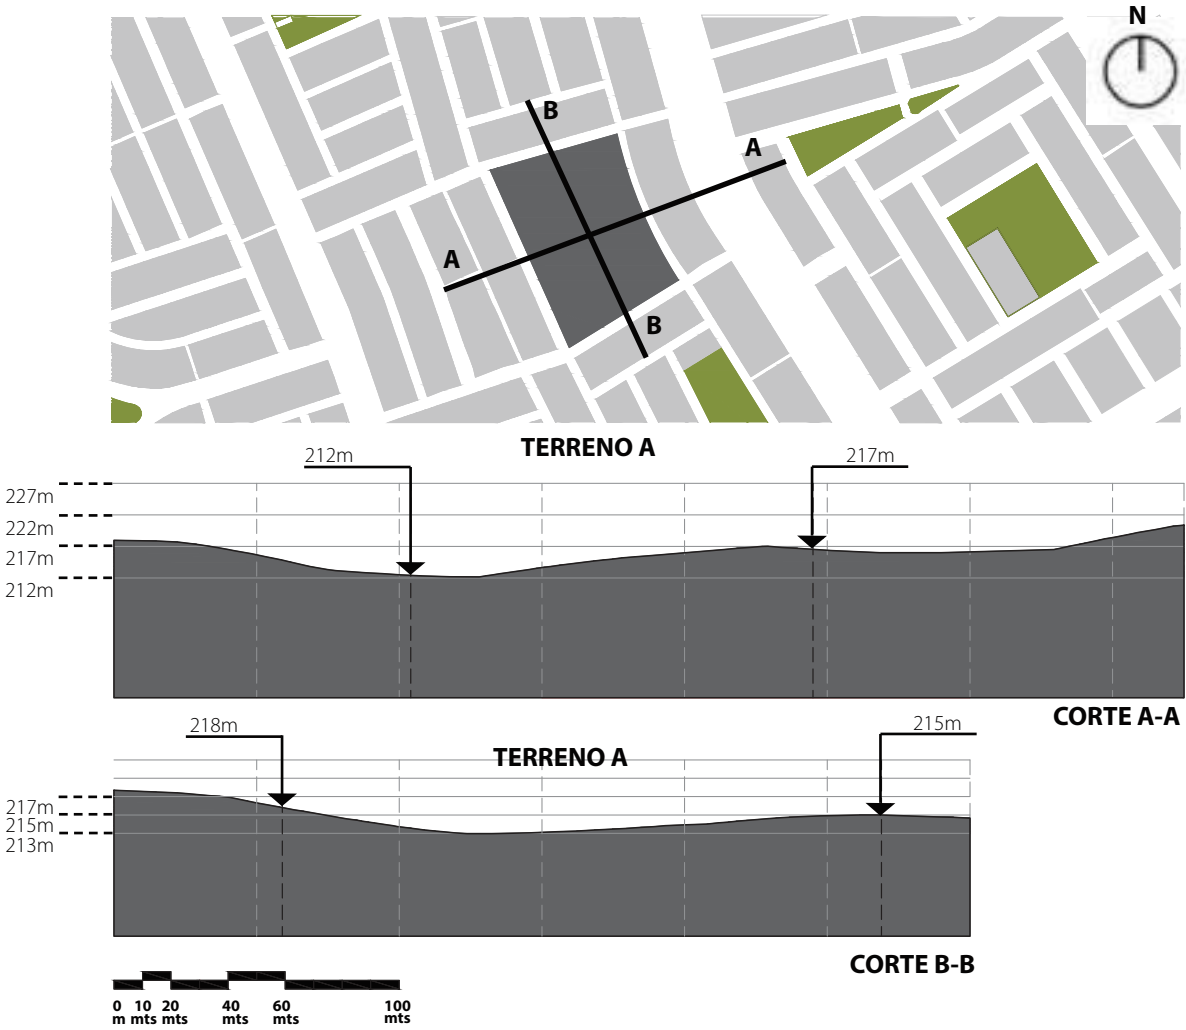 N
B
A
A
B
TERRENO A
212m
217m
227m
222m
217m
212m
CORTE A-A
218m
215m
TERRENO A
217m
215m
213m
CORTE B-B
0 10 20 40 60 100
m mts mts mts mts mts